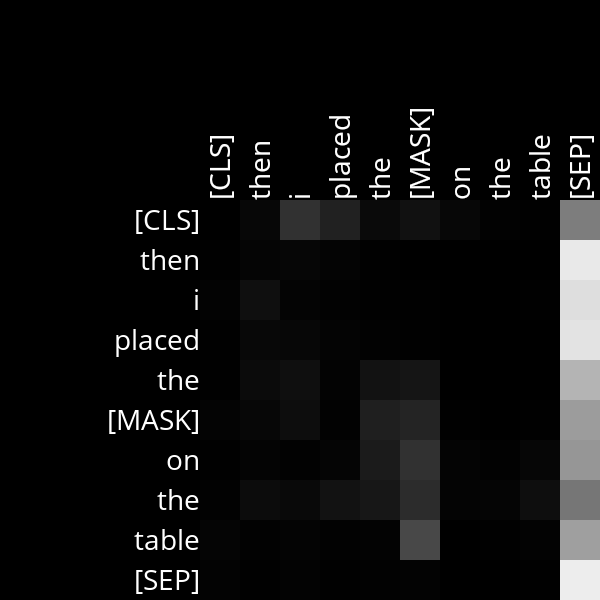 [CLS] then i placed the [MASK] on the table [SEP]
[CLS]
then
i
placed
the
[MASK]
on
the
table
[SEP]